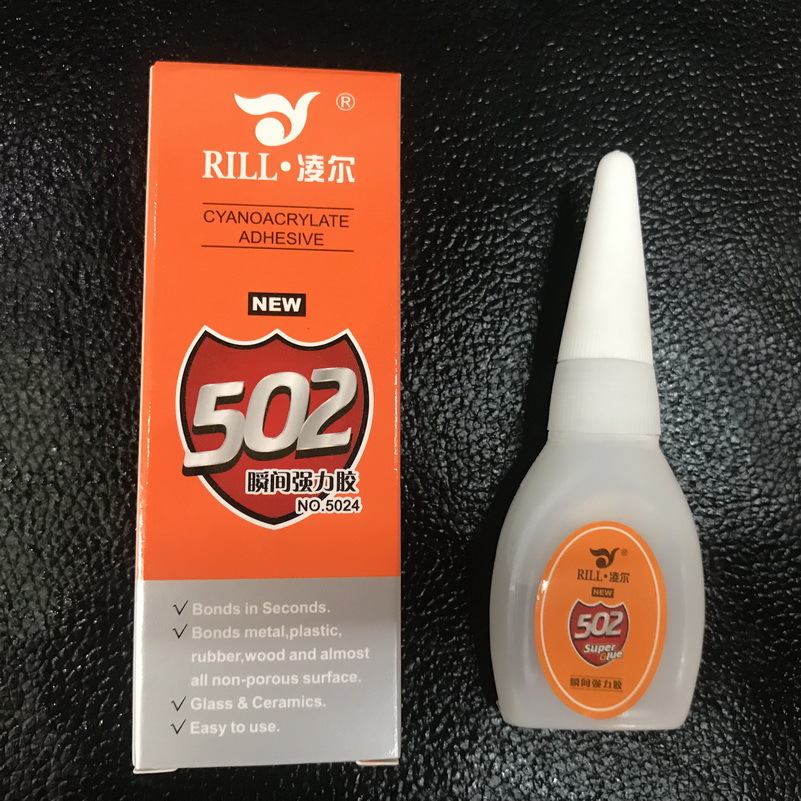 ®
RILL·凌尔
CYANOACRYLATE
ADHESIVE
NEW
502
瞬间强力胶
NO.5024
✓ Bonds in Seconds.
✓ Bonds metal,plastic,
rubber,wood and almost
all non-porous surface.
✓ Glass & Ceramics.
✓ Easy to use.
®
RILL·凌尔
NEW
502
Super
Glue
瞬间强力胶